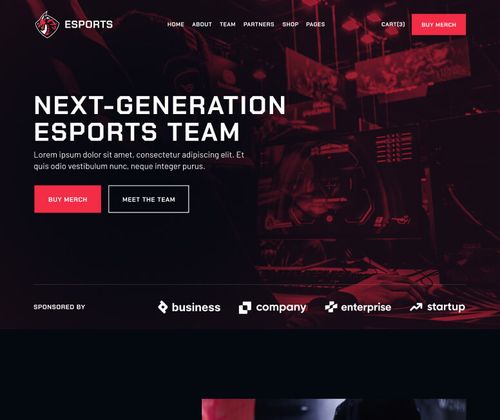 ESPORTS
HOME ABOUT TEAM PARTNERS SHOP PAGES
CART(3)
BUY MERCH
NEXT-GENERATION
ESPORTS TEAM
Lorem ipsum dolor sit amet, consectetur adipiscing elit. Et
quis odio vestibulum nunc, neque integer purus.
BUY MERCH
MEET THE TEAM
SPONSORED BY
business
company
enterprise
startup